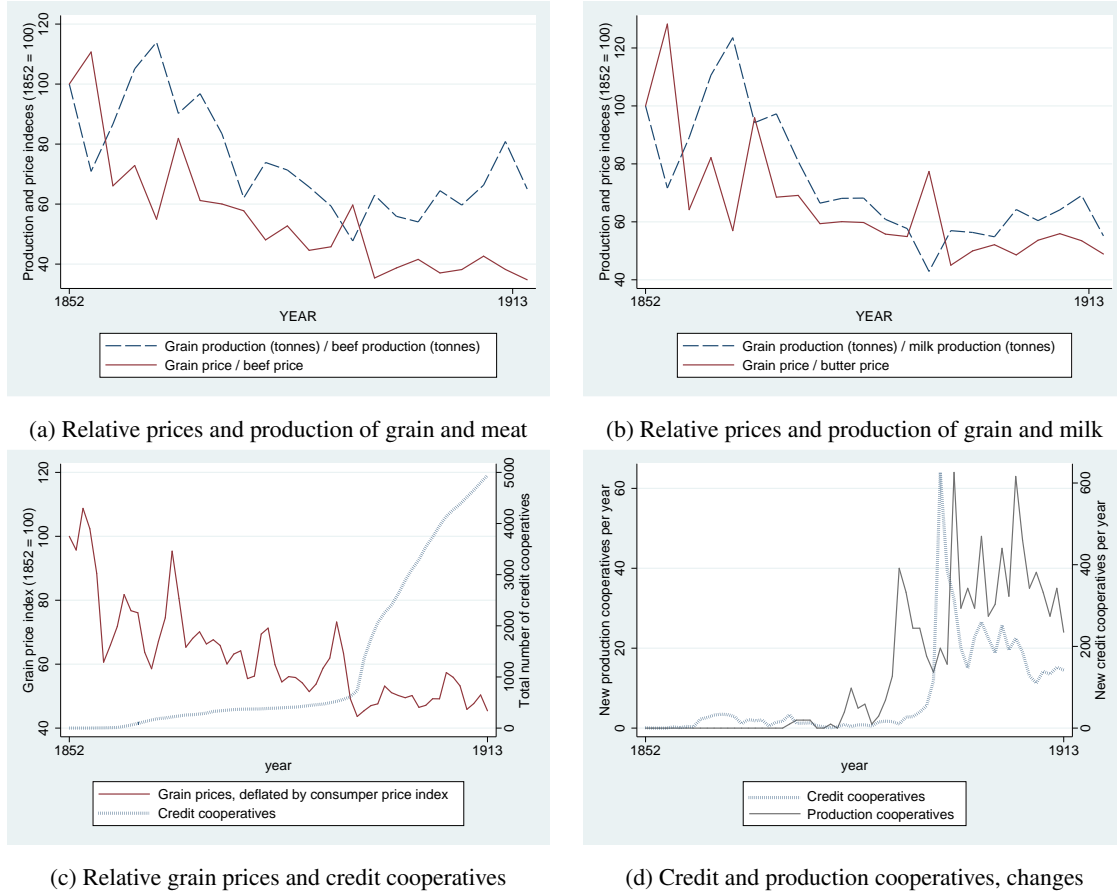 Production and price indeces (1852 = 100)
120
100
80
60
40
1852
1913
YEAR
Grain production (tonnes) / beef production (tonnes)
Grain price / beef price
(a) Relative prices and production of grain and meat
Production and price indeces (1852 = 100)
120
100
80
60
40
1852
1913
YEAR
Grain production (tonnes) / milk production (tonnes)
Grain price / butter price
(b) Relative prices and production of grain and milk
Grain price index (1852 = 100)
120
100
80
60
40
5000
4000
3000
2000
1000
0
Total number of credit cooperatives
1852
1913
year
Grain prices, deflated by consumper price index
Credit cooperatives
(c) Relative grain prices and credit cooperatives
New production cooperatives per year
60
40
20
0
600
400
200
0
New credit cooperatives per year
1852
1913
year
Credit cooperatives
Production cooperatives
(d) Credit and production cooperatives, changes